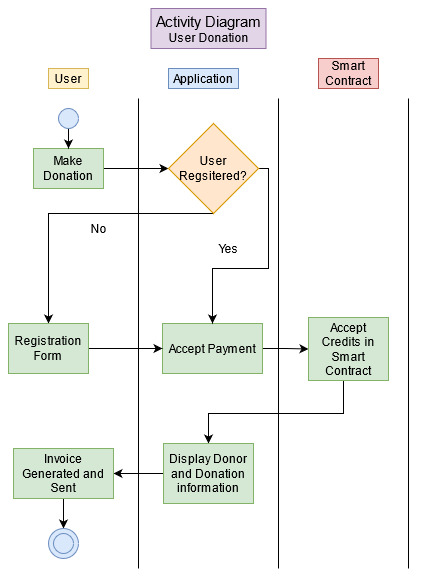 Activity Diagram
User Donation
User
Application
Smart
Contract
Make
Donation
User
Regsitered?
No
Yes
Registration
Form
Accept Payment
Accept
Credits in
Smart
Contract
Invoice
Generated and
Sent
Display Donor
and Donation
information